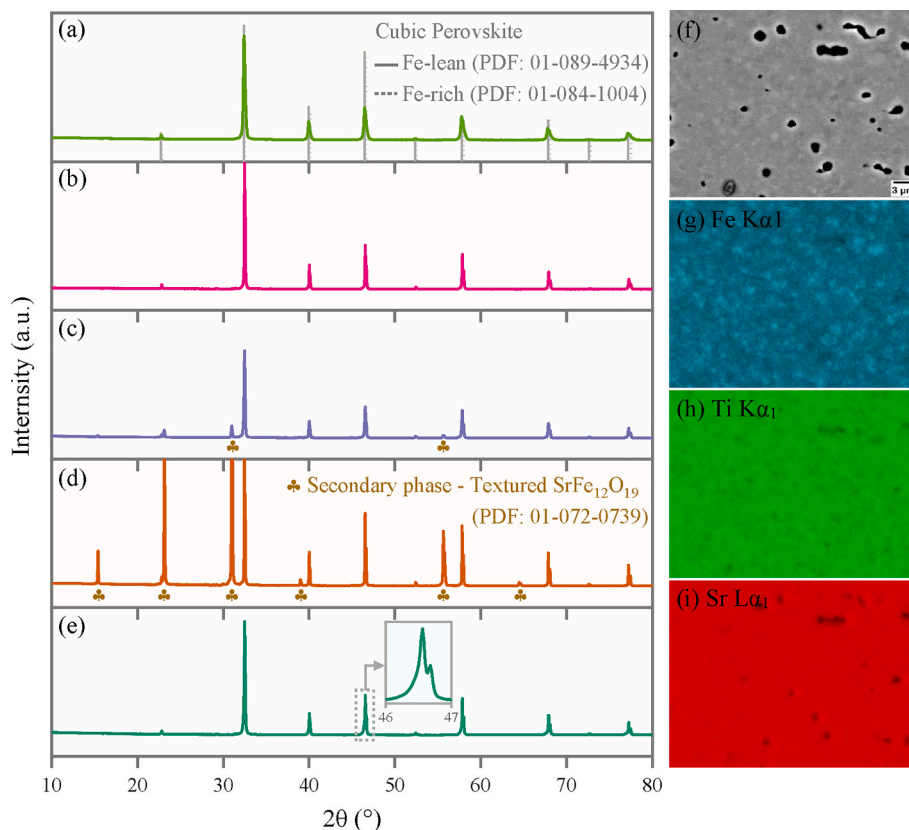 (a)
Cubic Perovskite
Fe-lean (PDF: 01-089-4934)
Fe-rich (PDF: 01-084-1004)
(b)
(c)
♣ ♣
(d)
♣ Secondary phase - Textured SrFe₁₂O₁₉
(PDF: 01-072-0739)
♣ ♣ ♣ ♣ ♣ ♣
(e)
46 47
10 20 30 40 50 60 70 80
2θ (°)
Internsity (a.u.)
(f)
3 μm
(g) Fe Kα1
(h) Ti Kα₁
(i) Sr Lα₁